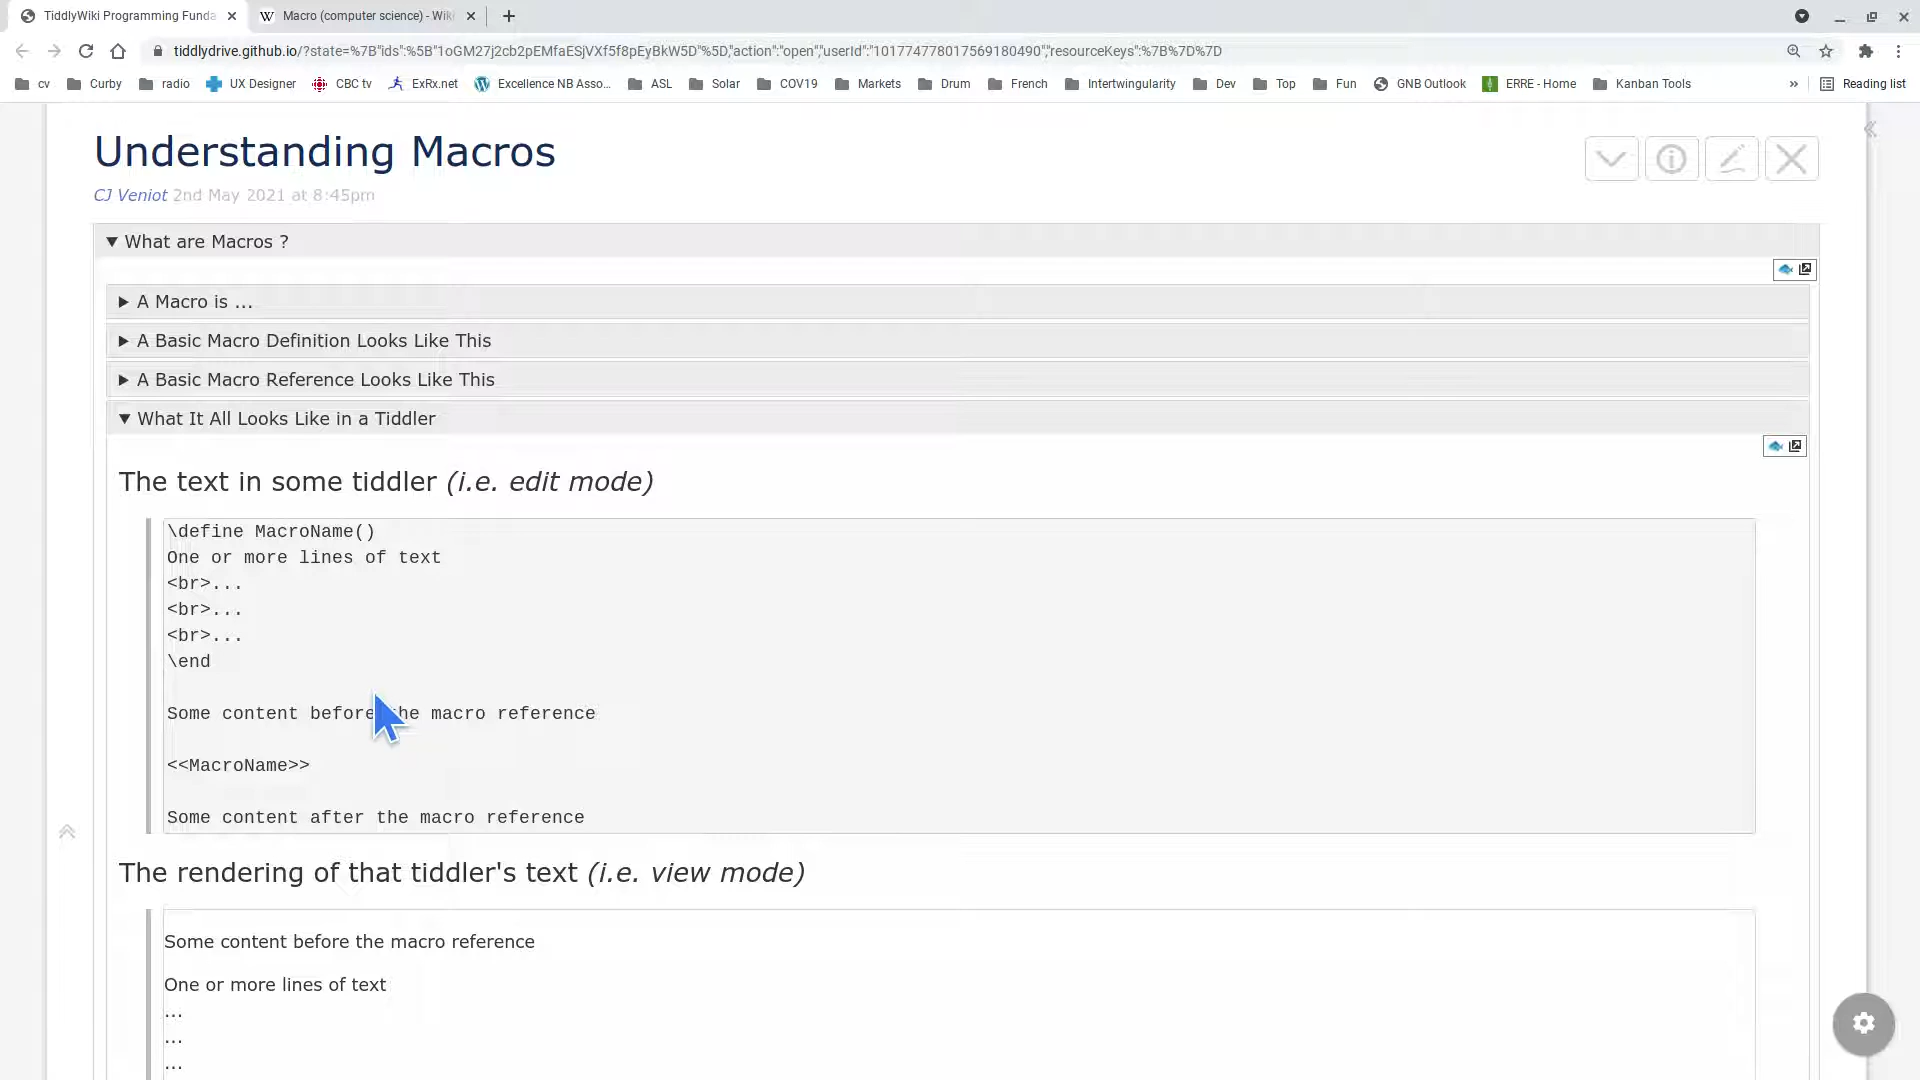 TiddlyWiki Programming Funda
Macro (computer science) - Wiki
tiddlydrive.github.io/?state=%7B"ids":%5B"1oGM27j2cb2pEMfaESjVXf5f8pEyBkW5D"%5D,"action":"open","userId":"101774778017569180490","resourceKeys":%7B%7D%7D
cv Curby radio UX Designer CBC tv ExRx.net Excellence NB Asso... ASL Solar COV19 Markets Drum French Intertwingularity Dev Top Fun GNB Outlook ERRE - Home Kanban Tools » Reading list
Understanding Macros
CJ Veniot 2nd May 2021 at 8:45pm
▼ What are Macros ?
▶ A Macro is ...
▶ A Basic Macro Definition Looks Like This
▶ A Basic Macro Reference Looks Like This
▼ What It All Looks Like in a Tiddler
The text in some tiddler (i.e. edit mode)
\define MacroName()
One or more lines of text
<br>...
<br>...
<br>...
\end
Some content before the macro reference
<<MacroName>>
Some content after the macro reference
The rendering of that tiddler's text (i.e. view mode)
Some content before the macro reference
One or more lines of text
...
...
...